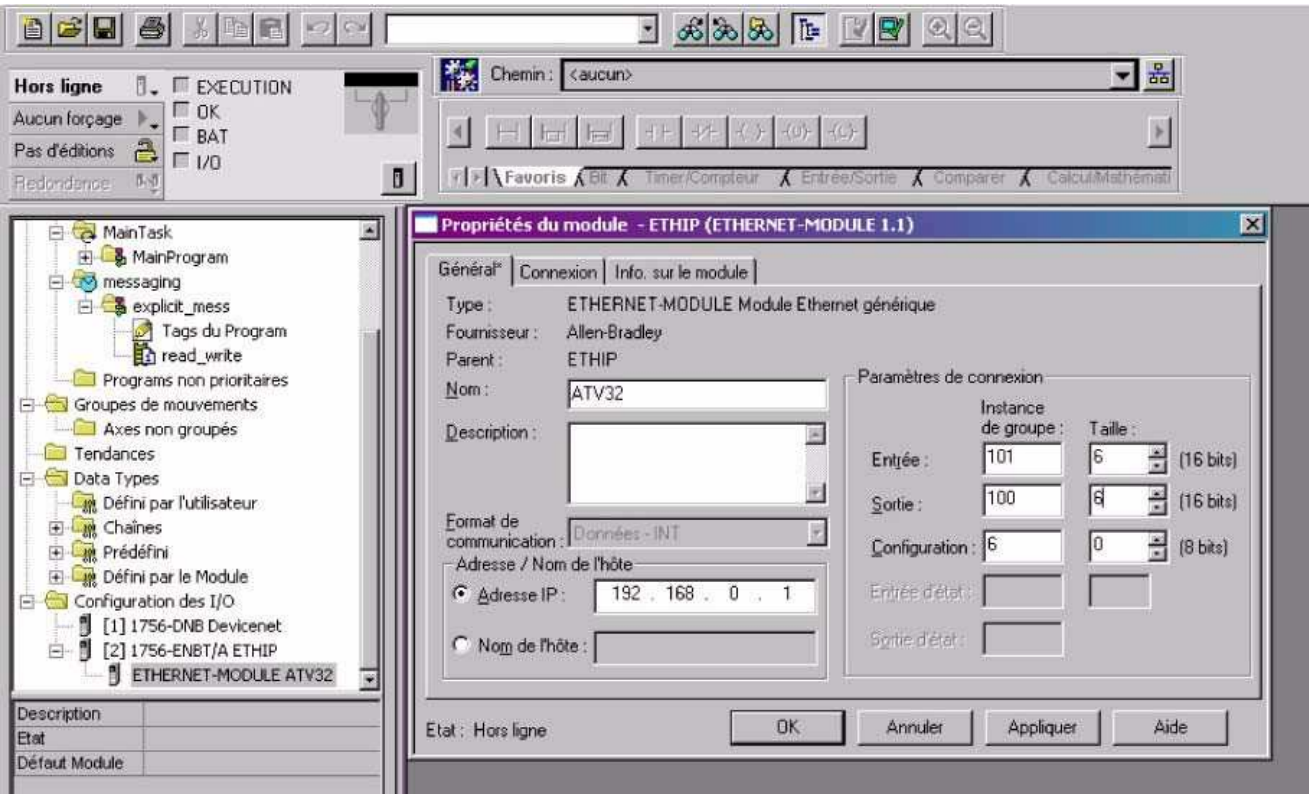 Chemin : <aucun>
Hors ligne
EXECUTION
Aucun forçage
OK
BAT
Pas d'éditions
I/O
Redondance
Favoris Bit Timer/Compteur Entrée/Sortie Comparer Calcul/Mathémati
MainTask
MainProgram
messaging
explicit_mess
Tags du Program
read_write
Programs non prioritaires
Groupes de mouvements
Axes non groupés
Tendances
Data Types
Défini par l'utilisateur
Chaînes
Prédéfini
Défini par le Module
Configuration des I/O
[1] 1756-DNB Devicenet
[2] 1756-ENBT/A ETHIP
ETHERNET-MODULE ATV32
Description
Etat
Défaut Module
Propriétés du module - ETHIP (ETHERNET-MODULE 1.1)
Général* Connexion Info. sur le module
Type : ETHERNET-MODULE Module Ethernet générique
Fournisseur : Allen-Bradley
Parent : ETHIP
Nom : ATV32
Description :
Format de
communication : Données - INT
Adresse / Nom de l'hôte
Adresse IP : 192 . 168 . 0 . 1
Nom de l'hôte :
Paramètres de connexion
Instance
de groupe : Taille :
Entrée : 101 6 (16 bits)
Sortie : 100 6 (16 bits)
Configuration : 6 0 (8 bits)
Entrée d'état :
Sortie d'état :
Etat : Hors ligne
OK Annuler Appliquer Aide